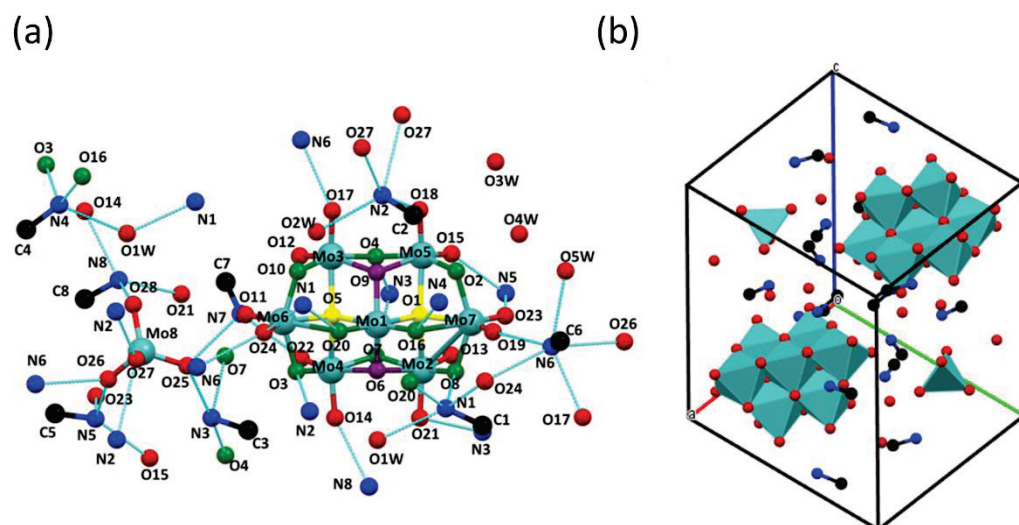 (a)
(b)
O3
O16
O14
N4
C4
O1W
N1
N8
C8
O28
O21
N2
Mo8
N6
O26
O27
O25
O23
C5
N5
N2
O15
C7
O11
N7
O24
N6
O7
N3
C3
O4
N6
O27
O27
O17
O2W
O12
O10
N1
Mo3
O4
O9
N2
C2
O18
Mo5
O15
O2
N3
N4
N5
O5
O1
Mo6
Mo1
Mo7
O23
O22
O20
O7
O16
O13
O19
O3
Mo4
O6
Mo2
O8
O20
O24
N2
O14
O1W
O21
N1
C1
N3
N8
O3W
O4W
O5W
C6
N6
O26
O17
c
o
a